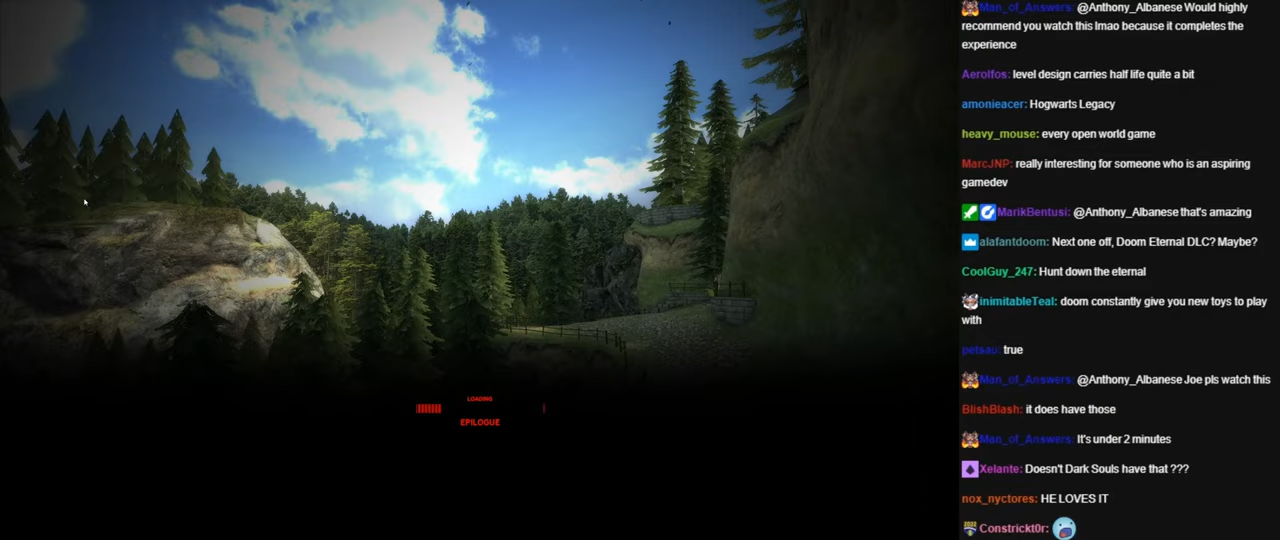 LOADING
EPILOGUE
Man_of_Answers: @Anthony_Albanese Would highly
recommend you watch this lmao because it completes the
experience
Aerolfos: level design carries half life quite a bit
amonieacer: Hogwarts Legacy
heavy_mouse: every open world game
MarcJNP: really interesting for someone who is an aspiring
gamedev
MarikBentusi: @Anthony_Albanese that's amazing
alafantdoom: Next one off, Doom Eternal DLC? Maybe?
CoolGuy_247: Hunt down the eternal
inimitableTeal: doom constantly give you new toys to play
with
petsau: true
Man_of_Answers: @Anthony_Albanese Joe pls watch this
BlishBlash: it does have those
Man_of_Answers: It's under 2 minutes
Xelante: Doesn't Dark Souls have that ???
nox_nyctores: HE LOVES IT
Constrickt0r: